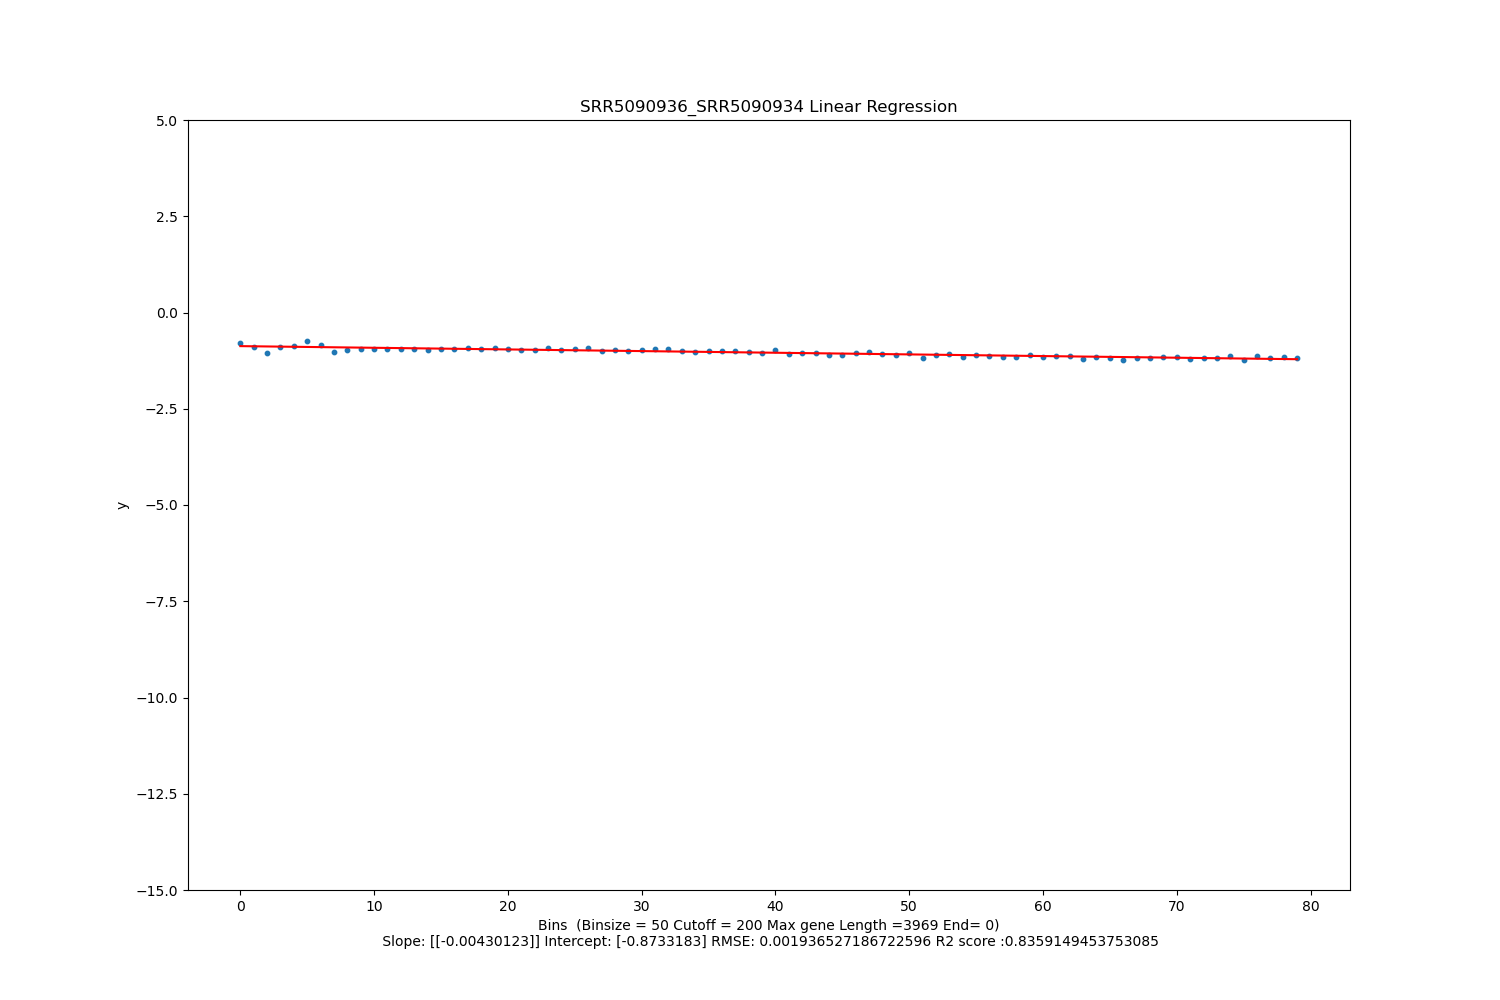 SRR5090936_SRR5090934 Linear Regression
5.0
2.5
0.0
−2.5
−5.0
−7.5
−10.0
−12.5
−15.0
y
0 10 20 30 40 50 60 70 80
Bins  (Binsize = 50 Cutoff = 200 Max gene Length =3969 End= 0)
Slope: [[-0.00430123]] Intercept: [-0.8733183] RMSE: 0.001936527186722596 R2 score :0.8359149453753085